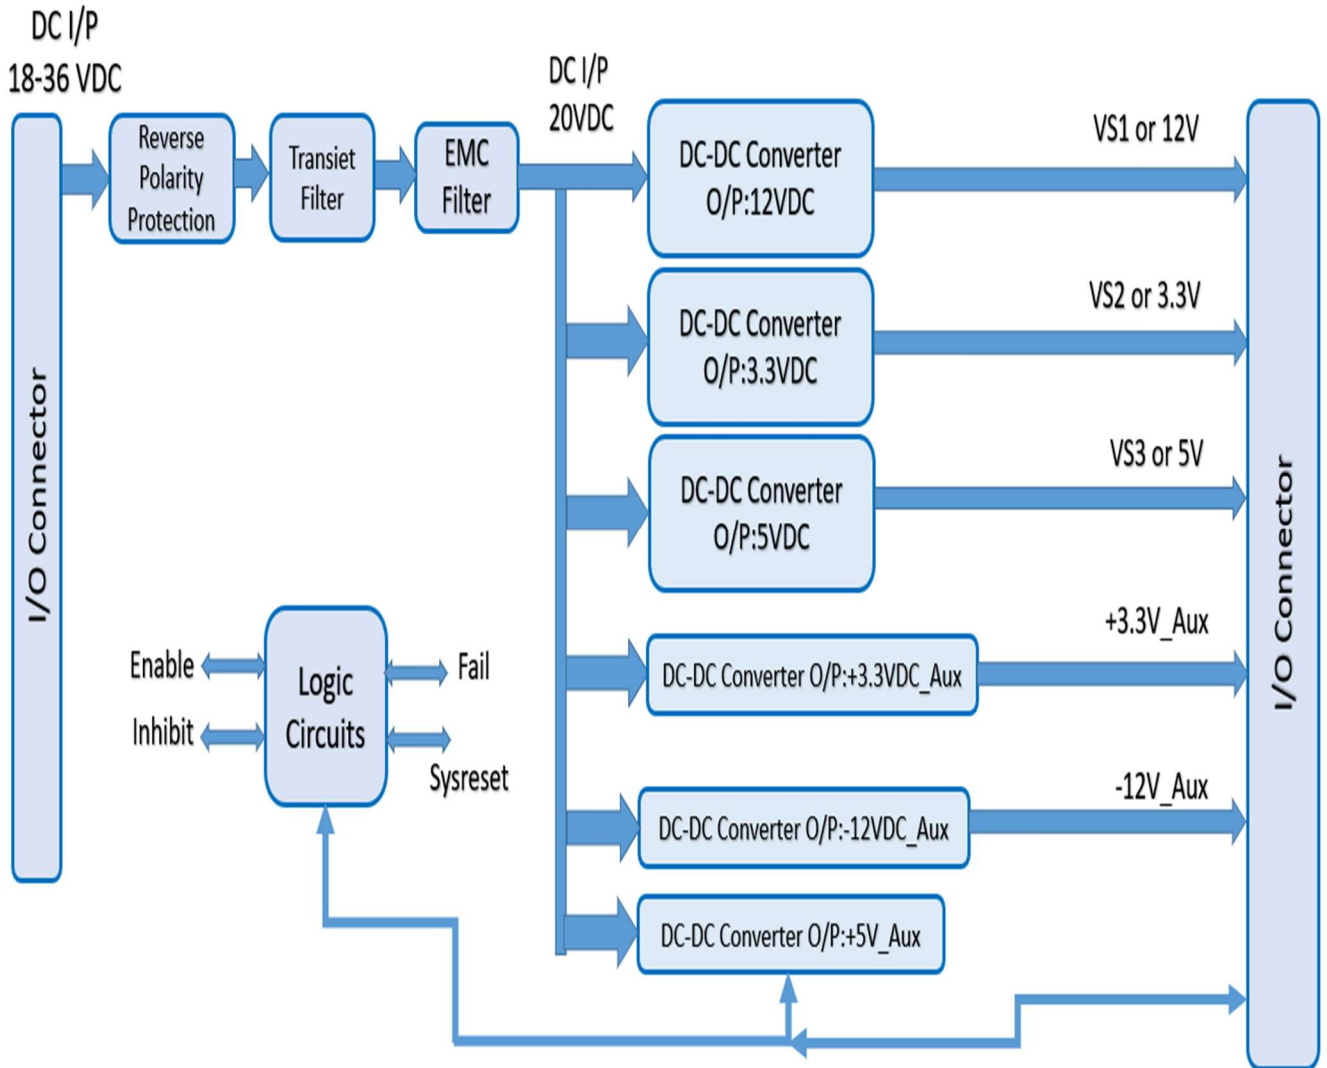 DC I/P
18-36 VDC
I/O Connector
Reverse
Polarity
Protection
Transiet
Filter
EMC
Filter
DC I/P
20VDC
DC-DC Converter
O/P:12VDC
VS1 or 12V
DC-DC Converter
O/P:3.3VDC
VS2 or 3.3V
DC-DC Converter
O/P:5VDC
VS3 or 5V
DC-DC Converter O/P:+3.3VDC_Aux
+3.3V_Aux
DC-DC Converter O/P:-12VDC_Aux
-12V_Aux
DC-DC Converter O/P:+5V_Aux
Enable
Inhibit
Logic
Circuits
Fail
Sysreset
I/O Connector